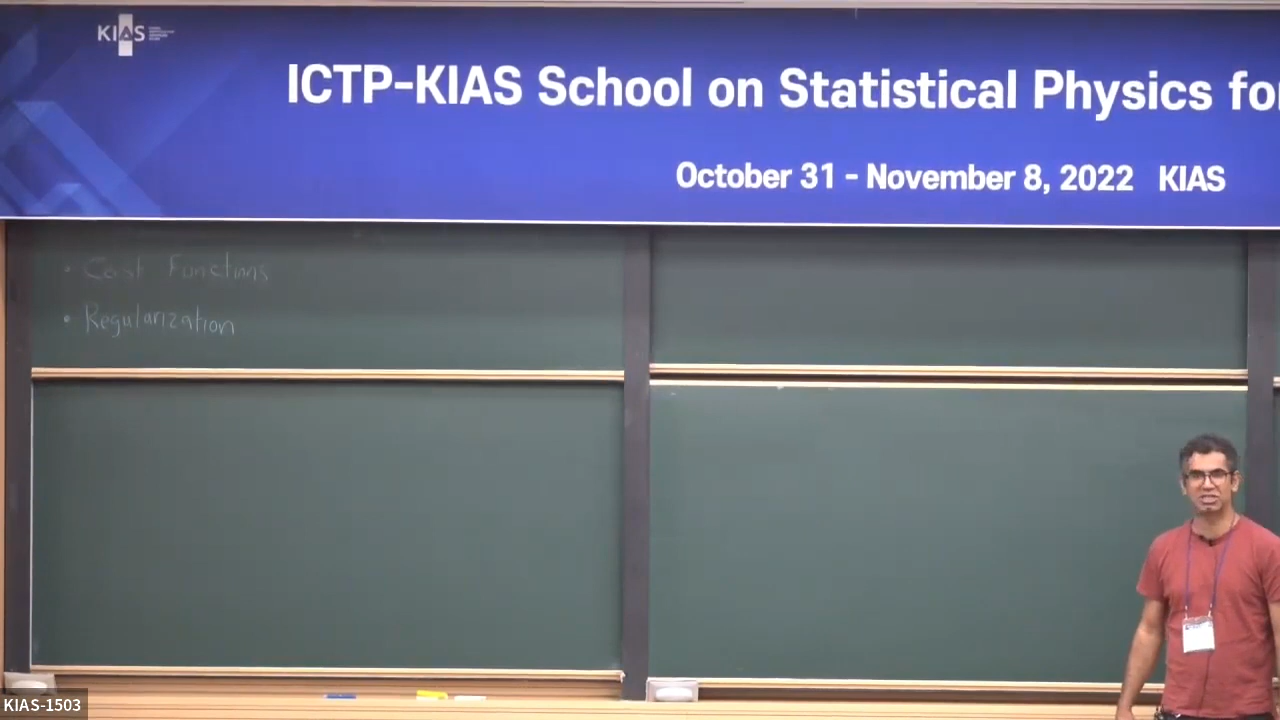 KIAS
ICTP-KIAS School on Statistical Physics for
October 31 - November 8, 2022 KIAS
• Cost Functions
• Regularization
KIAS-1503